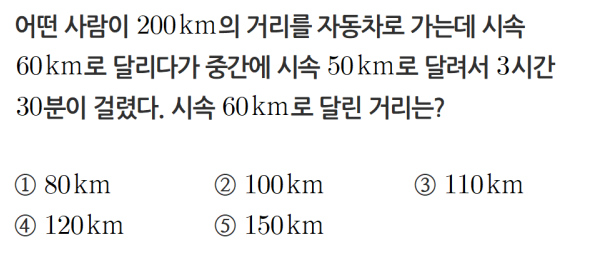 어떤 사람이 200km의 거리를 자동차로 가는데 시속
60km로 달리다가 중간에 시속 50km로 달려서 3시간
30분이 걸렸다. 시속 60km로 달린 거리는?
① 80km ② 100km ③ 110km
④ 120km ⑤ 150km